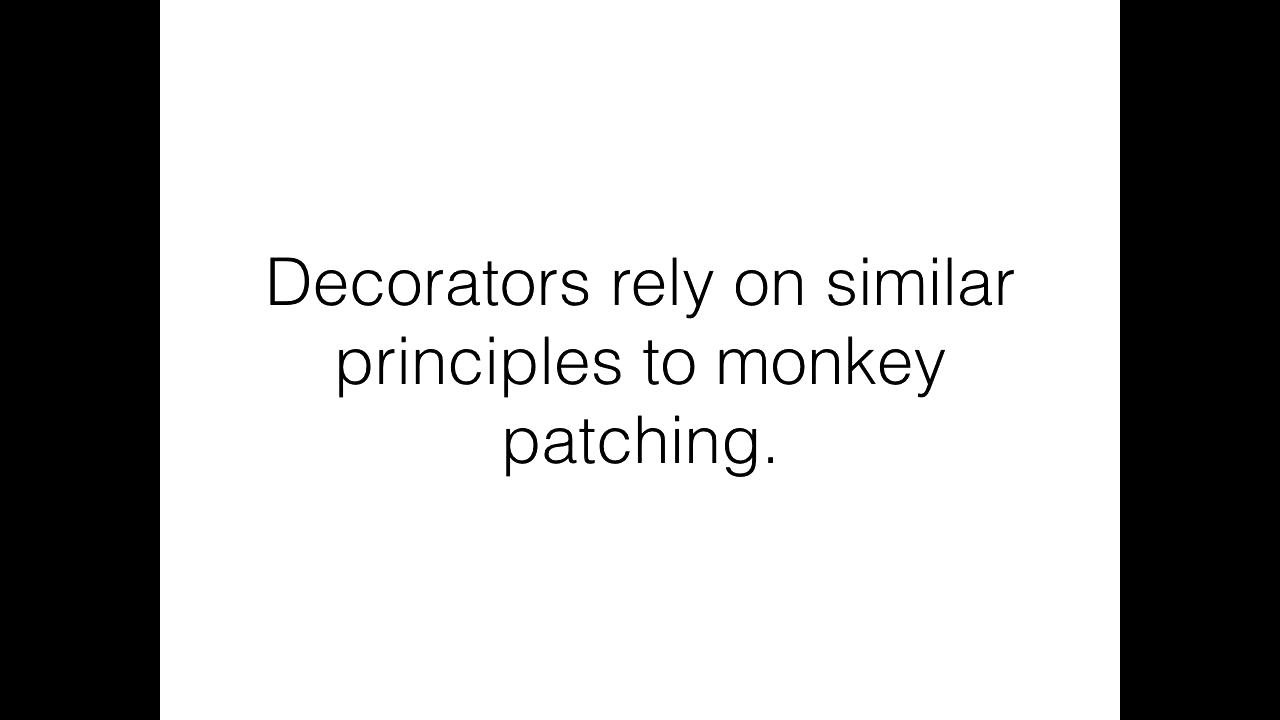 Decorators rely on similar
principles to monkey
patching.